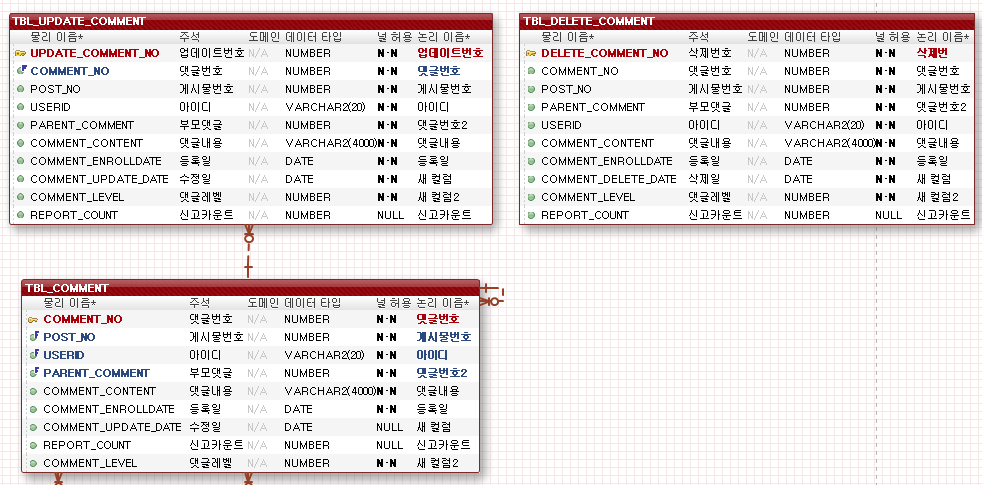 TBL_UPDATE_COMMENT
물리 이름* 주석 도메인 데이터 타입 널 허용 논리 이름*
UPDATE_COMMENT_NO 업데이트번호 N/A NUMBER N-N 업데이트번호
COMMENT_NO 댓글번호 N/A NUMBER N-N 댓글번호
POST_NO 게시물번호 N/A NUMBER N-N 게시물번호
USERID 아이디 N/A VARCHAR2(20) N-N 아이디
PARENT_COMMENT 부모댓글 N/A NUMBER N-N 댓글번호2
COMMENT_CONTENT 댓글내용 N/A VARCHAR2(4000) N-N 댓글내용
COMMENT_ENROLLDATE 등록일 N/A DATE N-N 등록일
COMMENT_UPDATE_DATE 수정일 N/A DATE N-N 새 컬럼
COMMENT_LEVEL 댓글레벨 N/A NUMBER N-N 새 컬럼2
REPORT_COUNT 신고카운트 N/A NUMBER NULL 신고카운트
TBL_DELETE_COMMENT
물리 이름* 주석 도메인 데이터 타입 널 허용 논리 이름*
DELETE_COMMENT_NO 삭제번호 N/A NUMBER N-N 삭제번
COMMENT_NO 댓글번호 N/A NUMBER N-N 댓글번호
POST_NO 게시물번호 N/A NUMBER N-N 게시물번호
PARENT_COMMENT 부모댓글 N/A NUMBER N-N 댓글번호2
USERID 아이디 N/A VARCHAR2(20) N-N 아이디
COMMENT_CONTENT 댓글내용 N/A VARCHAR2(4000) N-N 댓글내용
COMMENT_ENROLLDATE 등록일 N/A DATE N-N 등록일
COMMENT_DELETE_DATE 삭제일 N/A DATE N-N 새 컬럼
COMMENT_LEVEL 댓글레벨 N/A NUMBER N-N 새 컬럼2
REPORT_COUNT 신고카운트 N/A NUMBER NULL 신고카운트
TBL_COMMENT
물리 이름* 주석 도메인 데이터 타입 널 허용 논리 이름*
COMMENT_NO 댓글번호 N/A NUMBER N-N 댓글번호
POST_NO 게시물번호 N/A NUMBER N-N 게시물번호
USERID 아이디 N/A VARCHAR2(20) N-N 아이디
PARENT_COMMENT 부모댓글 N/A NUMBER N-N 댓글번호2
COMMENT_CONTENT 댓글내용 N/A VARCHAR2(4000) N-N 댓글내용
COMMENT_ENROLLDATE 등록일 N/A DATE N-N 등록일
COMMENT_UPDATE_DATE 수정일 N/A DATE NULL 새 컬럼
REPORT_COUNT 신고카운트 N/A NUMBER NULL 신고카운트
COMMENT_LEVEL 댓글레벨 N/A NUMBER N-N 새 컬럼2